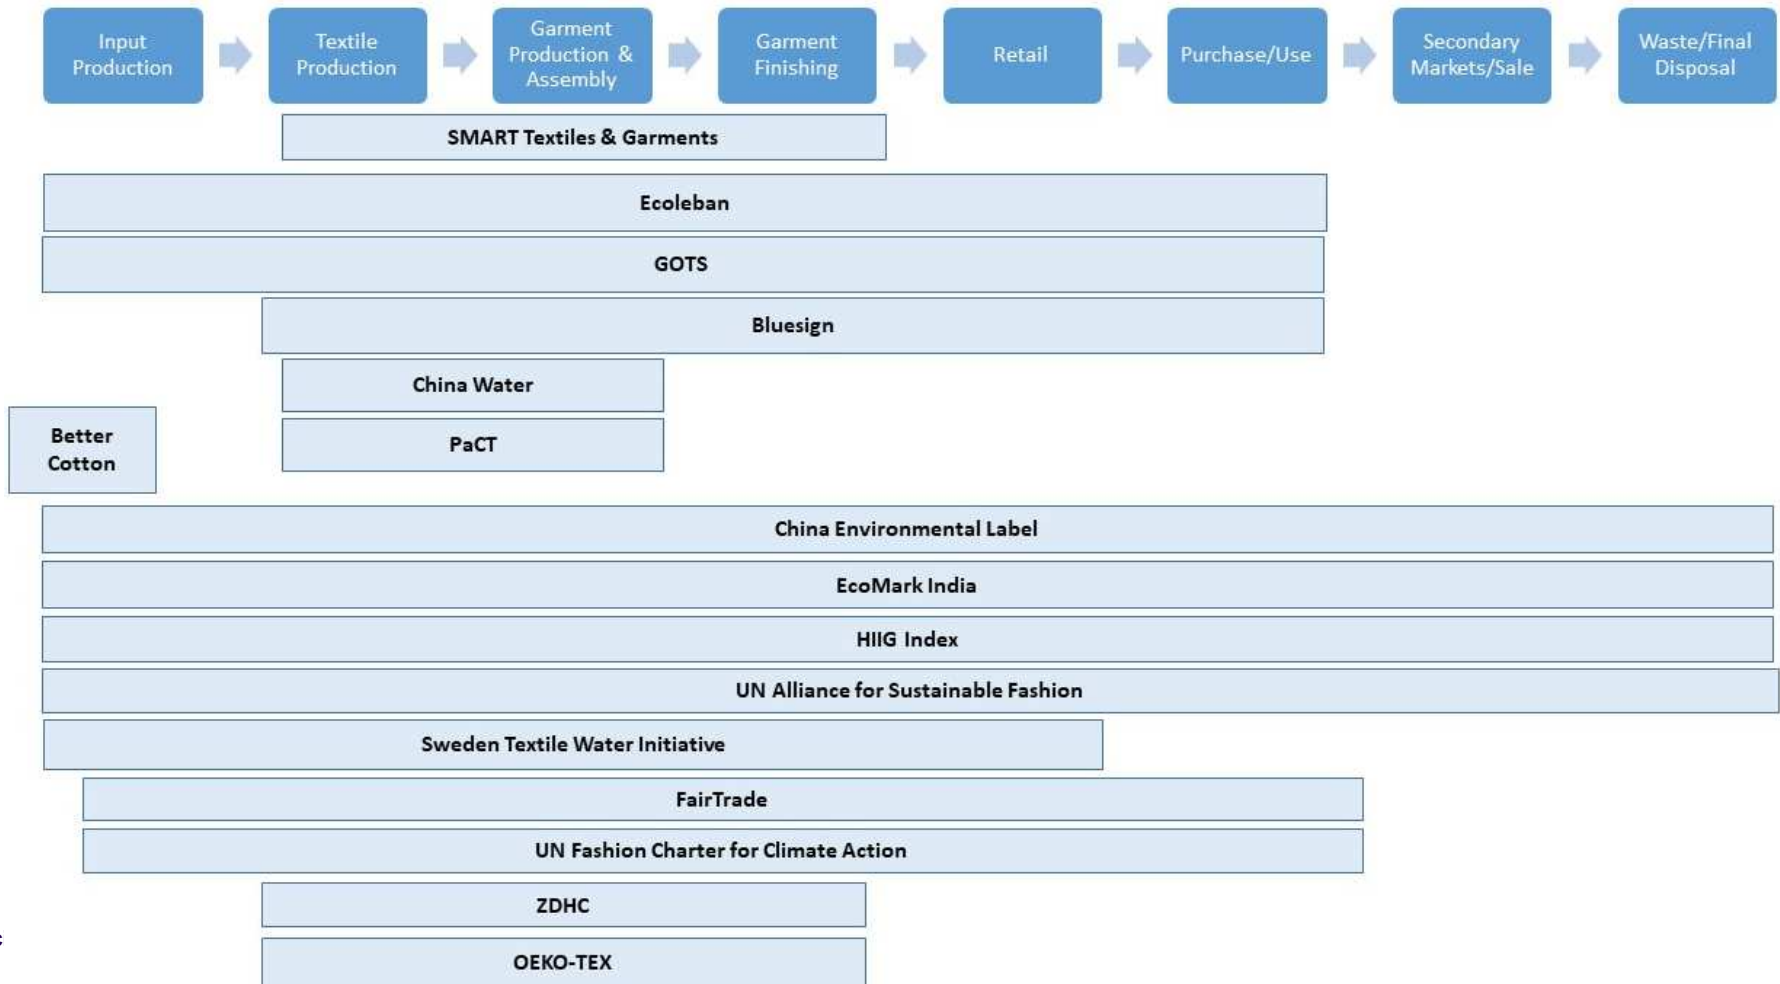 Input
Production
Textile
Production
Garment
Production &
Assembly
Garment
Finishing
Retail
Purchase/Use
Secondary
Markets/Sale
Waste/Final
Disposal
SMART Textiles & Garments
Ecoleban
GOTS
Bluesign
China Water
PaCT
Better
Cotton
China Environmental Label
EcoMark India
HIIG Index
UN Alliance for Sustainable Fashion
Sweden Textile Water Initiative
FairTrade
UN Fashion Charter for Climate Action
ZDHC
OEKO-TEX